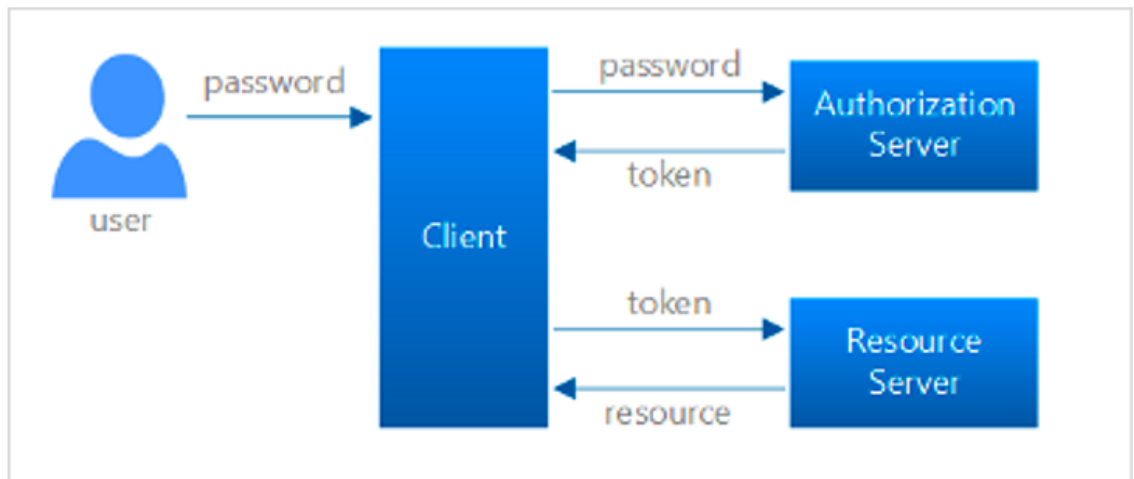 password
user
Client
password
token
Authorization
Server
token
resource
Resource
Server